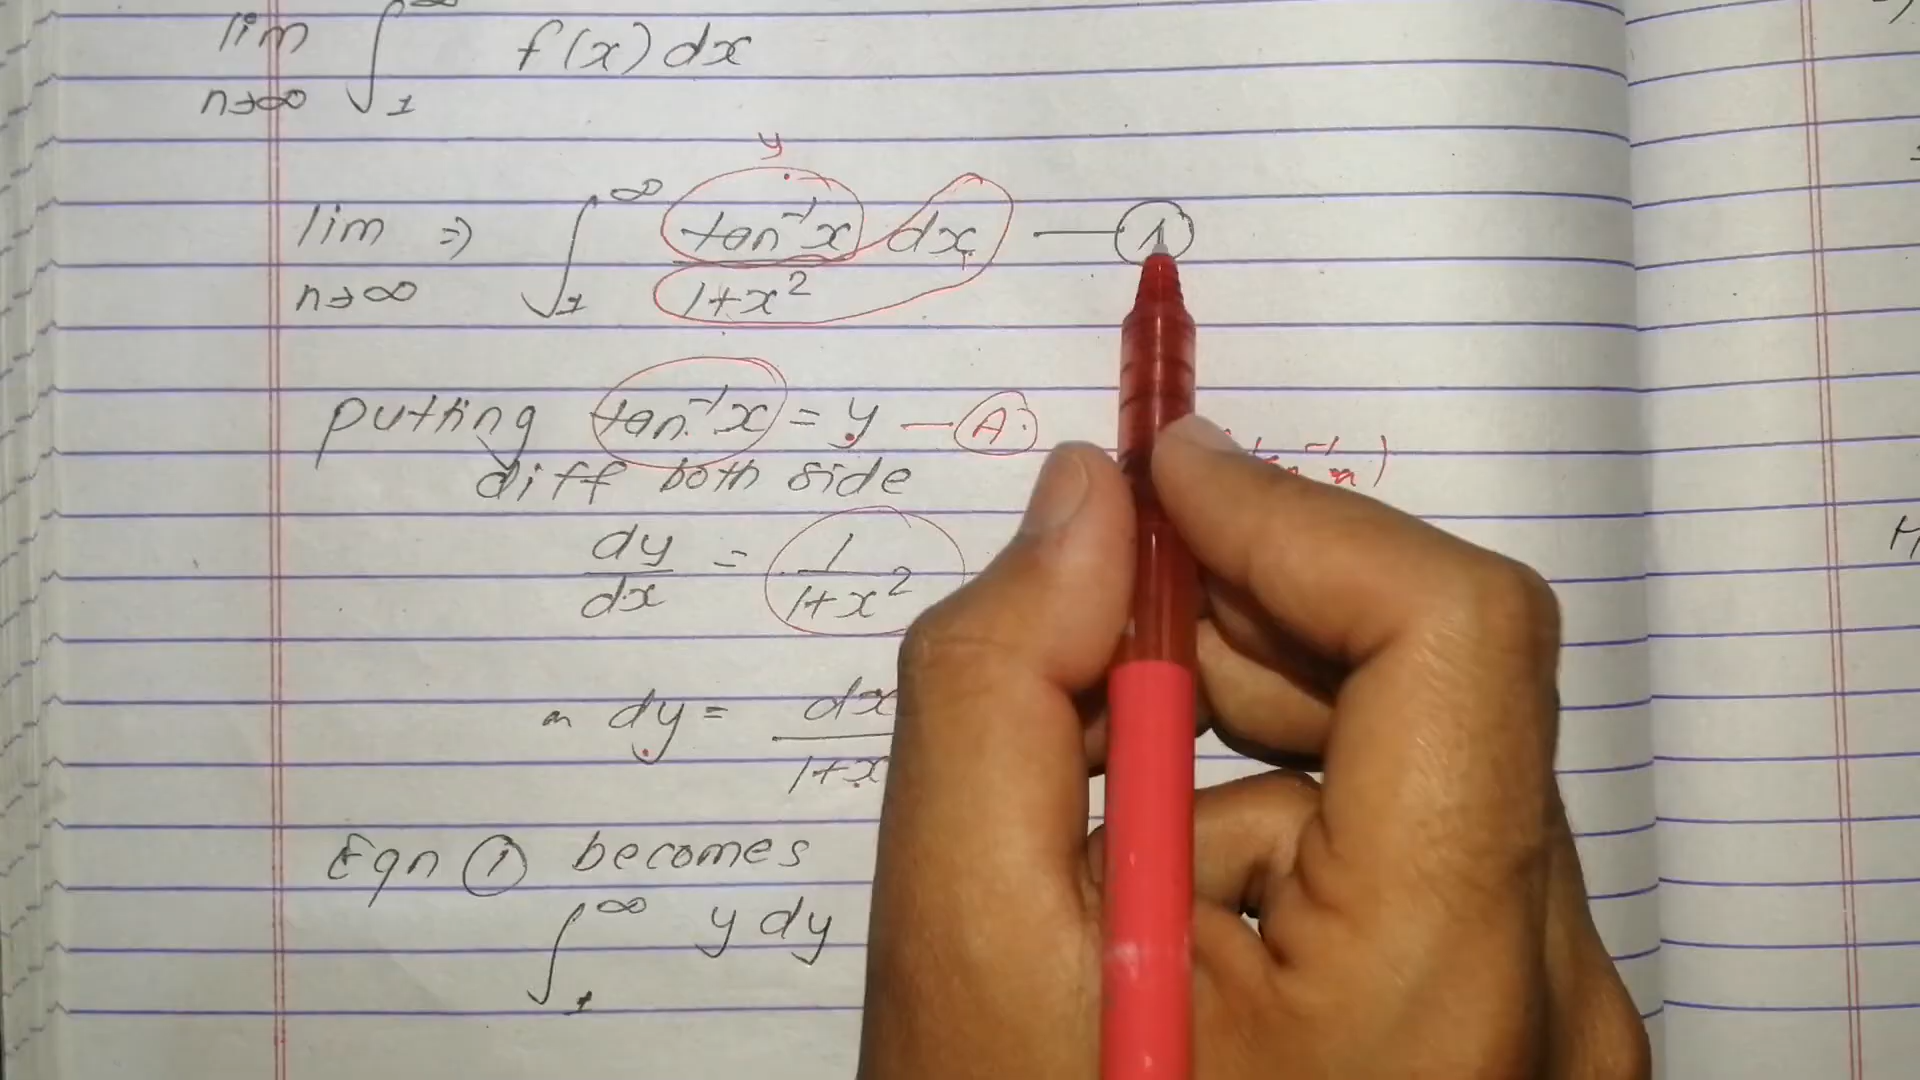 lim ∫₁^∞ f(x) dx
n→∞
y
lim ⇒ ∫₁^∞ tan⁻¹x dx — ①
n→∞ 1+x²
putting tan⁻¹x = y — Ⓐ
diff both side
dy/dx = 1/1+x²
dy = dx
1+x
Eqn ① becomes
∫₁^∞ y dy